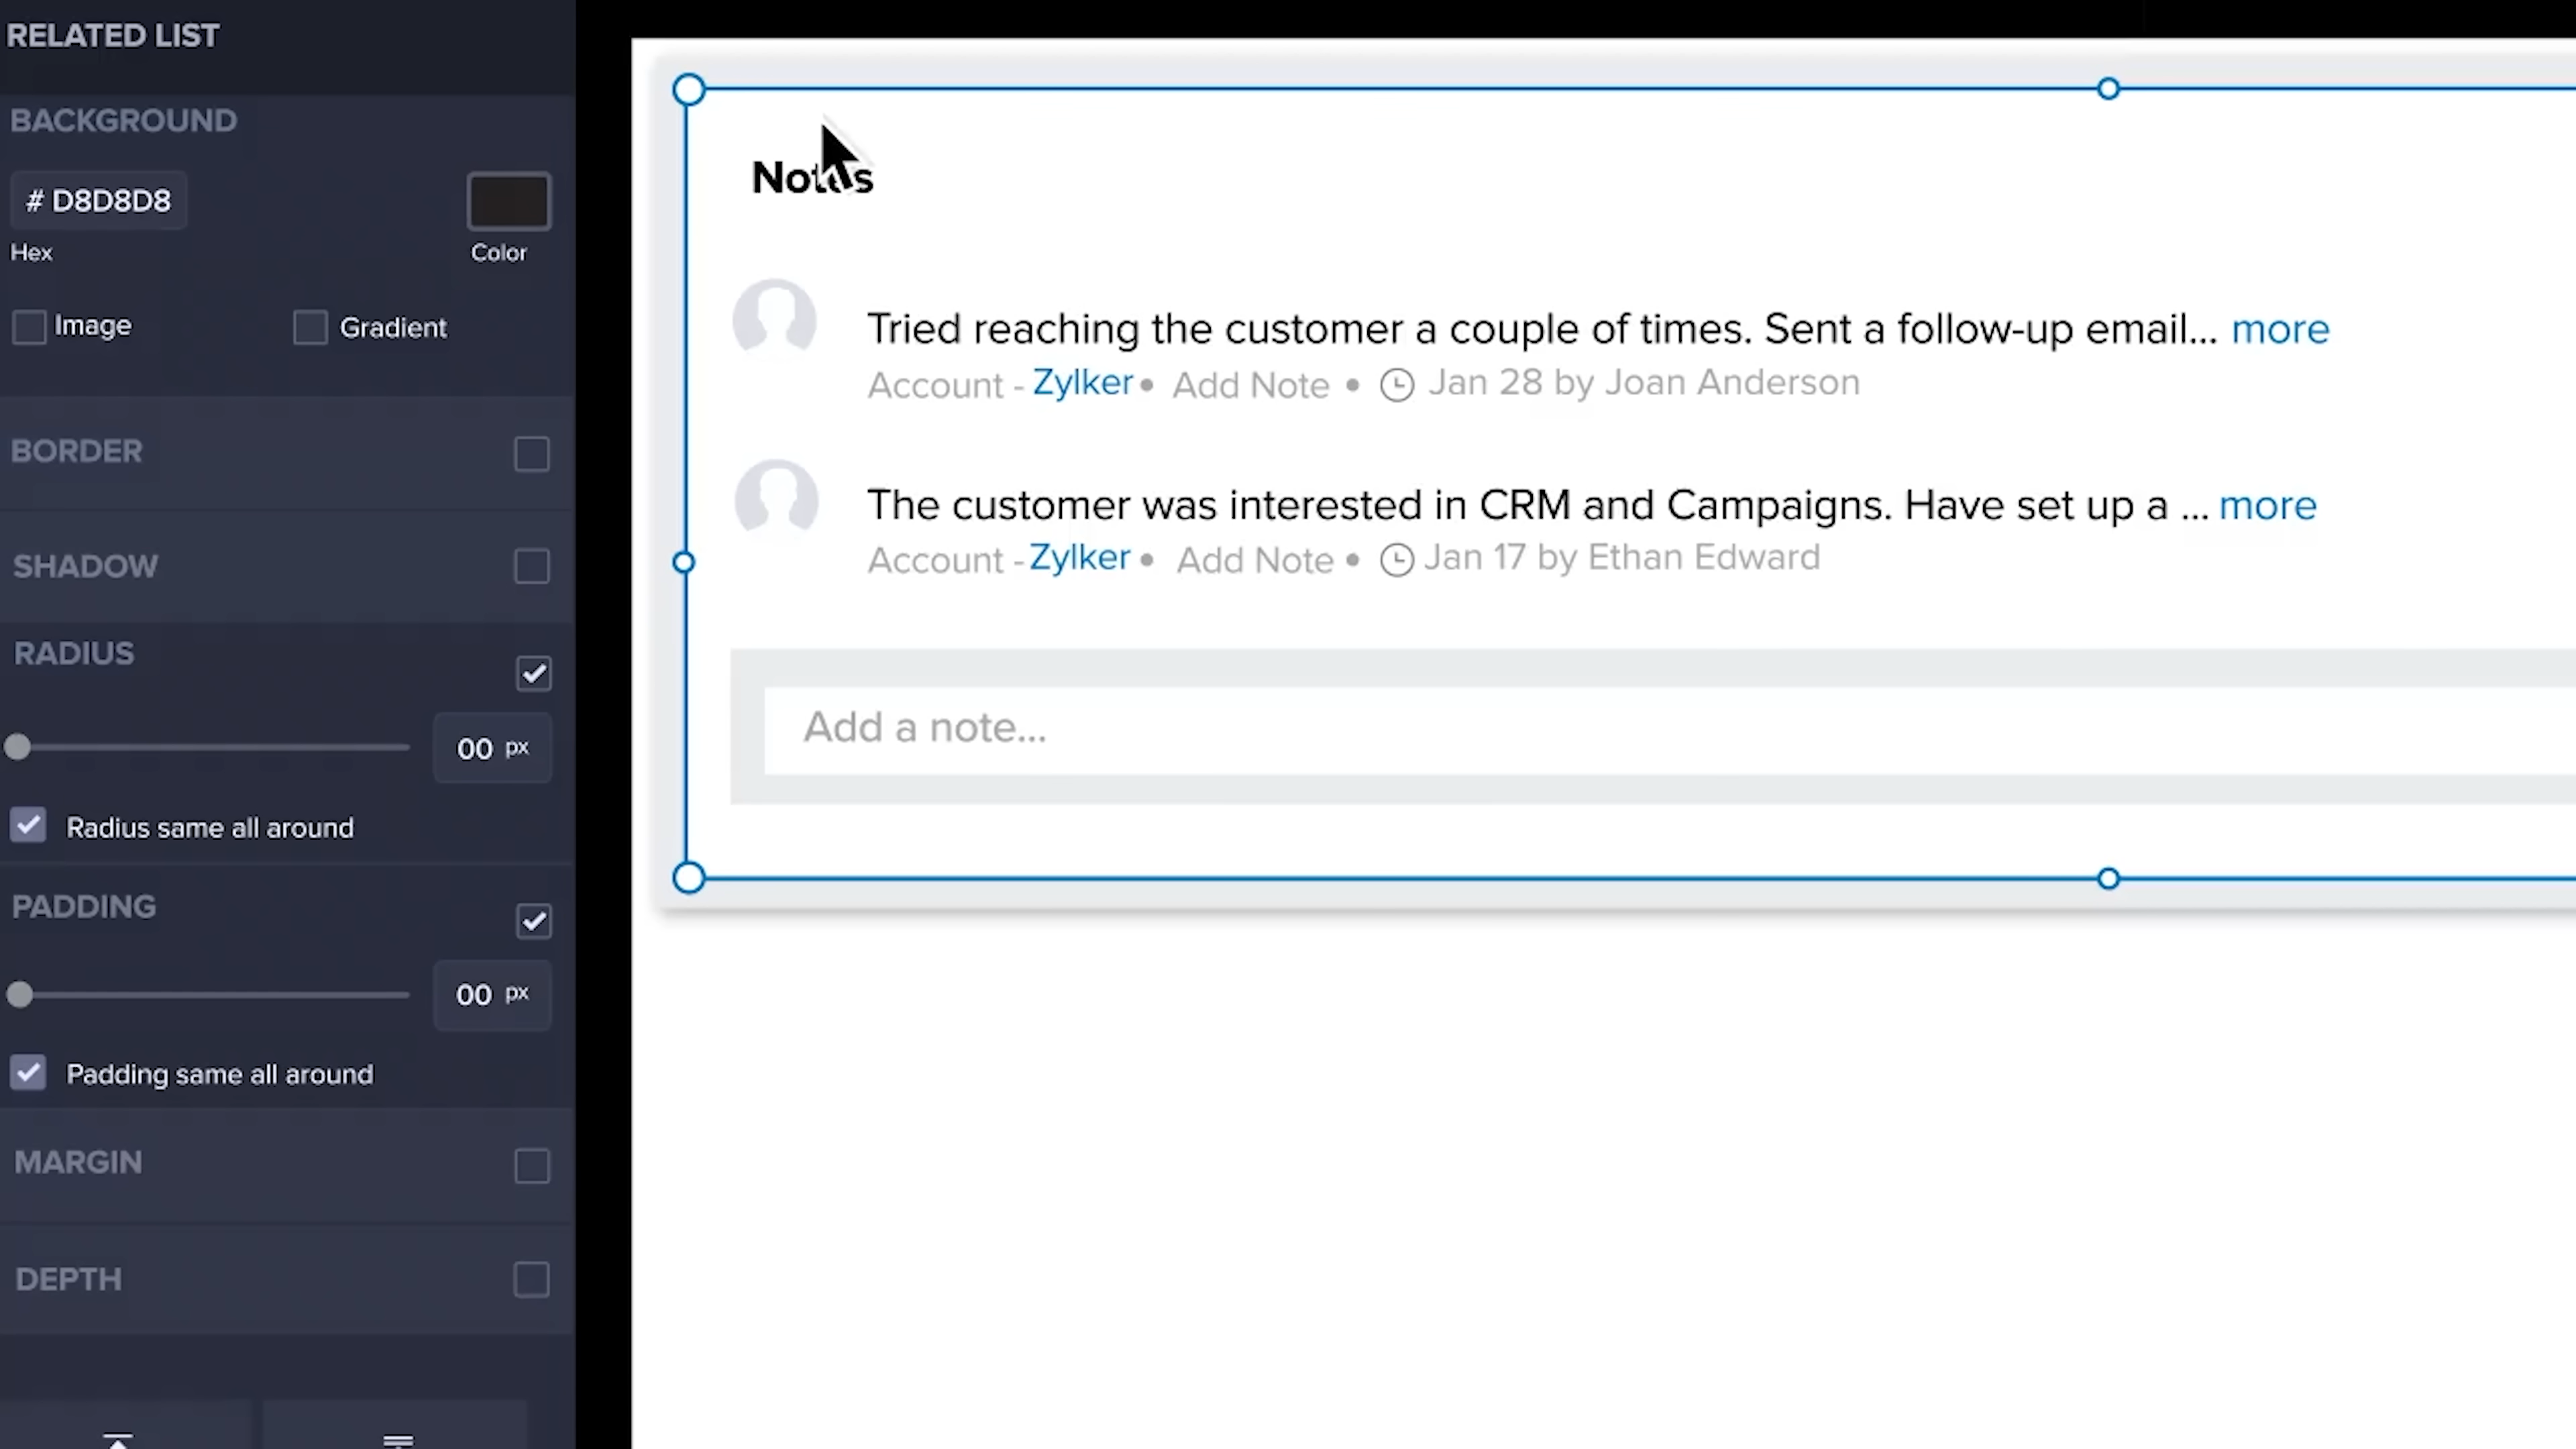 RELATED LIST
BACKGROUND
# D8D8D8
Hex
Color
Image
Gradient
BORDER
SHADOW
RADIUS
00 px
Radius same all around
PADDING
00 px
Padding same all around
MARGIN
DEPTH
Notes
Tried reaching the customer a couple of times. Sent a follow-up email... more
Account - Zylker • Add Note • Jan 28 by Joan Anderson
The customer was interested in CRM and Campaigns. Have set up a ... more
Account - Zylker • Add Note • Jan 17 by Ethan Edward
Add a note...